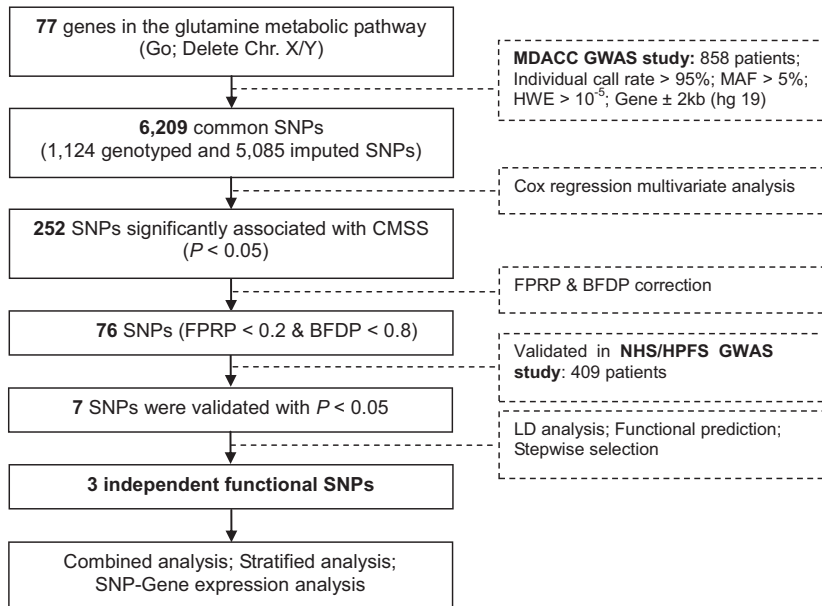 77 genes in the glutamine metabolic pathway
(Go; Delete Chr. X/Y)
MDACC GWAS study: 858 patients;
Individual call rate > 95%; MAF > 5%;
HWE > 10⁻⁵; Gene ± 2kb (hg 19)
6,209 common SNPs
(1,124 genotyped and 5,085 imputed SNPs)
Cox regression multivariate analysis
252 SNPs significantly associated with CMSS
(P < 0.05)
FPRP & BFDP correction
76 SNPs (FPRP < 0.2 & BFDP < 0.8)
Validated in NHS/HPFS GWAS
study: 409 patients
7 SNPs were validated with P < 0.05
LD analysis; Functional prediction;
Stepwise selection
3 independent functional SNPs
Combined analysis; Stratified analysis;
SNP-Gene expression analysis